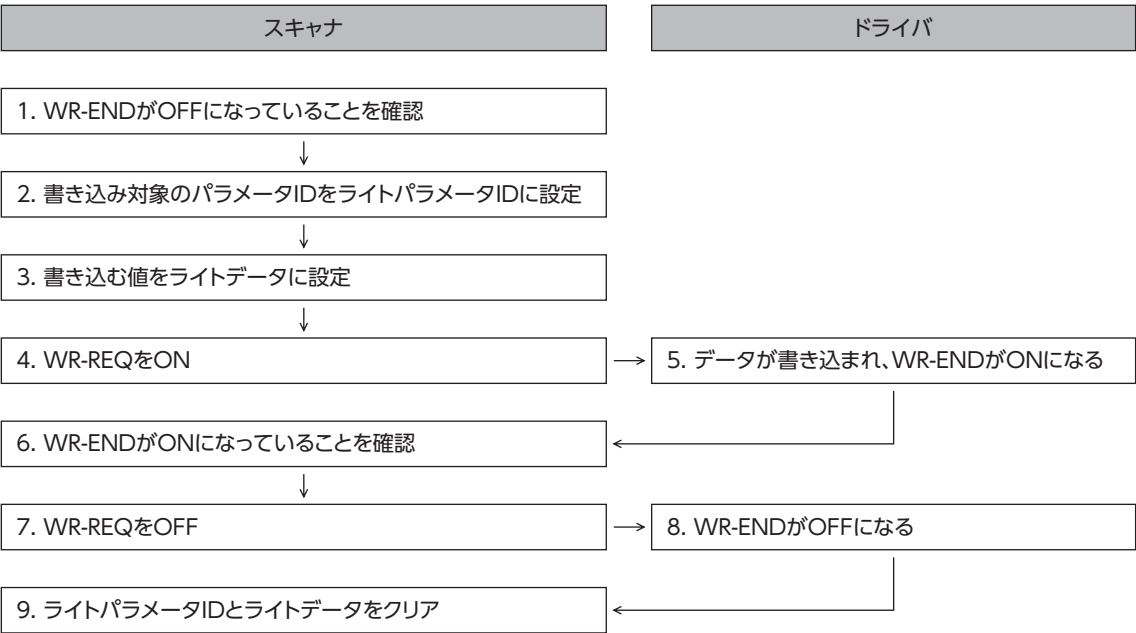 スキャナ
ドライバ
1. WR-ENDがOFFになっていることを確認
2. 書き込み対象のパラメータIDをライトパラメータIDに設定
3. 書き込む値をライトデータに設定
4. WR-REQをON
5. データが書き込まれ、WR-ENDがONになる
6. WR-ENDがONになっていることを確認
7. WR-REQをOFF
8. WR-ENDがOFFになる
9. ライトパラメータIDとライトデータをクリア